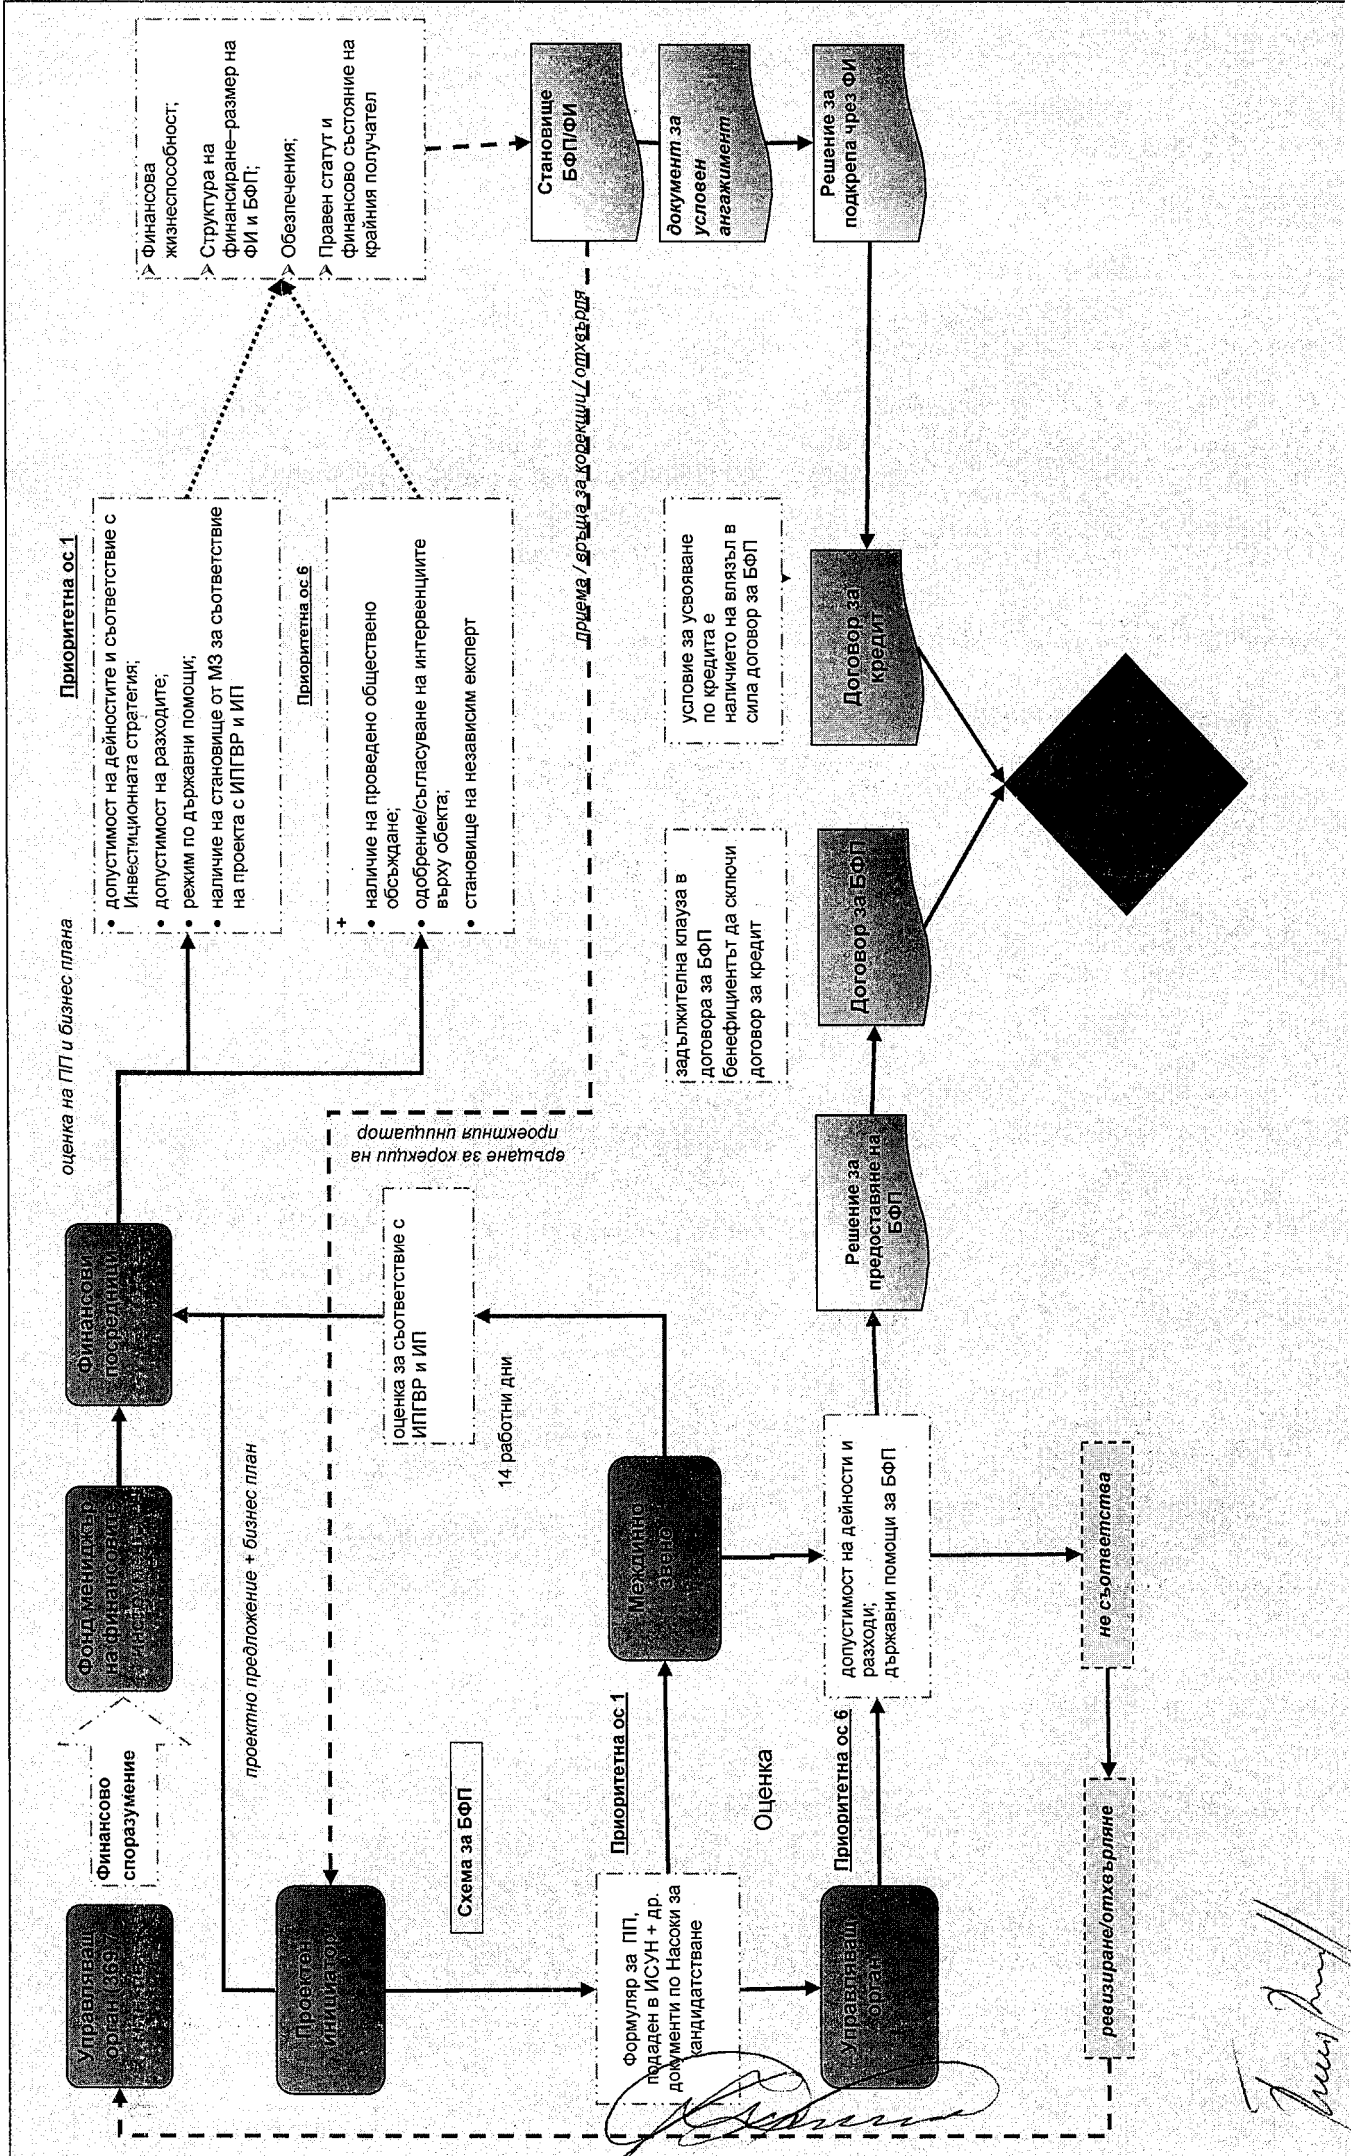 Управляващ
орган (3697)
Финансово
споразумение
Фонд мениджър
на финансовите
Финансови
посредници
оценка на ПП и бизнес плана
Приоритетна ос 1
• допустимост на дейностите и съответствие с
Инвестиционната стратегия;
• допустимост на разходите;
• режим по държавни помощи;
• наличие на становище от МЗ за съответствие
на проекта с ИПГВР и ИП
Приоритетна ос 6
+
• наличие на проведено обществено
обсъждане;
• одобрение/съгласуване на интервенциите
върху обекта;
• становище на независим експерт
➢ Финансова
жизнеспособност;
➢ Структура на
финансиране–размер на
ФИ и БФП;
➢ Обезпечения;
➢ Правен статут и
финансово състояние на
крайния получател
проектно предложение + бизнес план
Проектен
инициатор
Схема за БФП
връщане за корекции на
проектния инициатор
оценка за съответствие с
ИПГВР и ИП
14 работни дни
приема / връща за корекции / отхвърля
Становище
БФП/ФИ
документ за
условен
ангажимент
Решение за
подкрепа чрез ФИ
Формуляр за ПП,
подаден в ИСУН + др.
документи по Насоки за
кандидатстване
Приоритетна ос 1
Междинно
звено
Оценка
Приоритетна ос 6
Управляващ
орган
допустимост на дейности и
разходи;
държавни помощи за БФП
Решение за
предоставяне на
БФП
задължителна клауза в
договора за БФП
бенефициентът да сключи
договор за кредит
Договор за БФП
условие за усвояване
по кредита е
наличието на влязъл в
сила договор за БФП
Договор за
кредит
не съответства
ревизиране/отхвърляне